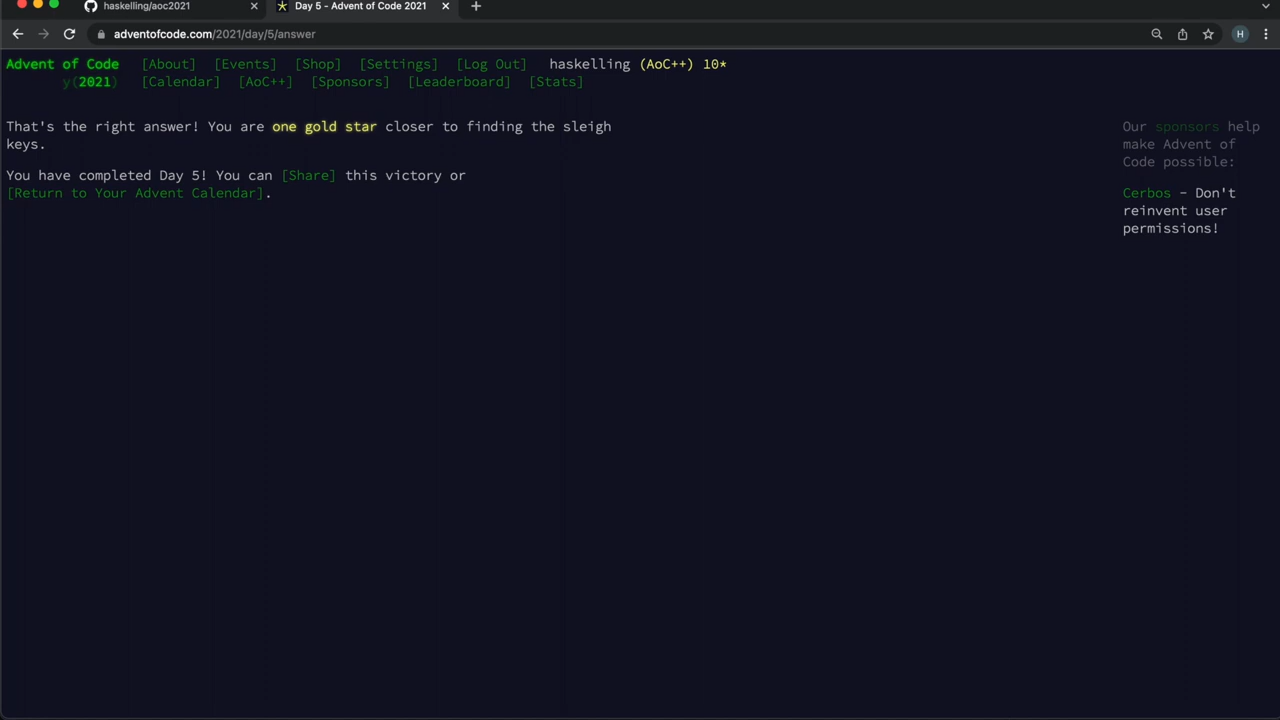 haskelling/aoc2021
Day 5 - Advent of Code 2021
adventofcode.com/2021/day/5/answer
H
Advent of Code [About] [Events] [Shop] [Settings] [Log Out] haskelling (AoC++) 10*
y(2021) [Calendar] [AoC++] [Sponsors] [Leaderboard] [Stats]
That's the right answer! You are one gold star closer to finding the sleigh
keys.
You have completed Day 5! You can [Share] this victory or
[Return to Your Advent Calendar].
Our sponsors help
make Advent of
Code possible:
Cerbos - Don't
reinvent user
permissions!